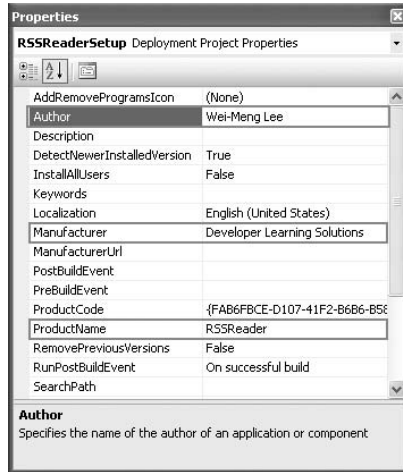 Properties
RSSReaderSetup Deployment Project Properties
AddRemoveProgramsIcon (None)
Author Wei-Meng Lee
Description
DetectNewerInstalledVersion True
InstallAllUsers False
Keywords
Localization English (United States)
Manufacturer Developer Learning Solutions
ManufacturerUrl
PostBuildEvent
PreBuildEvent
ProductCode {FAB6FBCE-D107-41F2-B6B6-B58
ProductName RSSReader
RemovePreviousVersions False
RunPostBuildEvent On successful build
SearchPath
Author
Specifies the name of the author of an application or component